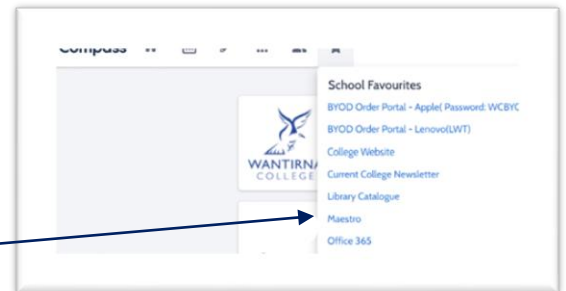 Compass
School Favourites
BYOD Order Portal - Apple( Password: WCBYC
BYOD Order Portal - Lenovo(LWT)
WANTIRNA
COLLEGE
College Website
Current College Newsletter
Library Catalogue
Maestro
Office 365